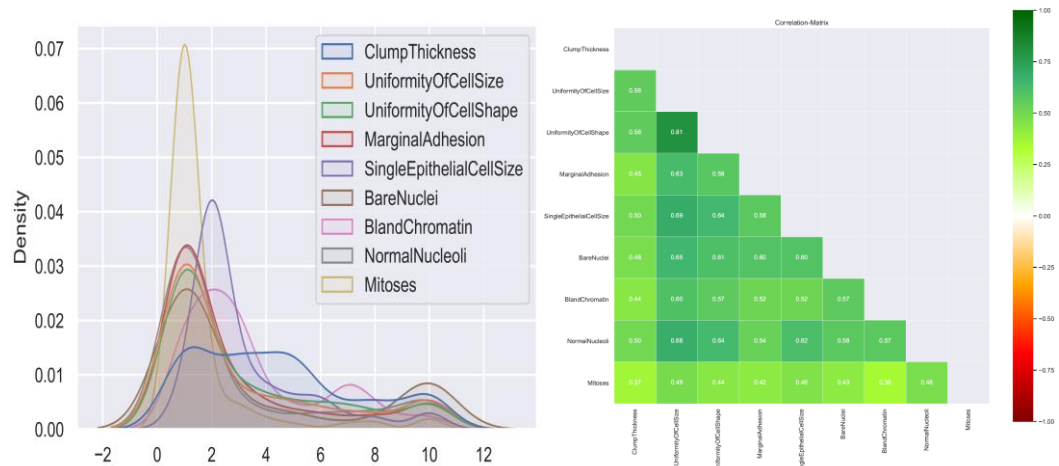 0.07
0.06
0.05
0.04
0.03
0.02
0.01
0.00
Density
−2 0 2 4 6 8 10 12
ClumpThickness
UniformityOfCellSize
UniformityOfCellShape
MarginalAdhesion
SingleEpithelialCellSize
BareNuclei
BlandChromatin
NormalNucleoli
Mitoses
Correlation-Matrix
ClumpThickness
UniformityOfCellSize 0.58
UniformityOfCellShape 0.56 0.81
MarginalAdhesion 0.45 0.63 0.58
SingleEpithelialCellSize 0.50 0.69 0.64 0.58
BareNuclei 0.48 0.65 0.61 0.60 0.60
BlandChromatin 0.44 0.60 0.57 0.52 0.52 0.57
NormalNucleoli 0.50 0.68 0.64 0.54 0.62 0.58 0.57
Mitoses 0.37 0.48 0.44 0.42 0.46 0.43 0.36 0.48
ClumpThickness
UniformityOfCellSize
UniformityOfCellShape
MarginalAdhesion
SingleEpithelialCellSize
BareNuclei
BlandChromatin
NormalNucleoli
Mitoses
1.00
0.75
0.50
0.25
0.00
−0.25
−0.50
−0.75
−1.00